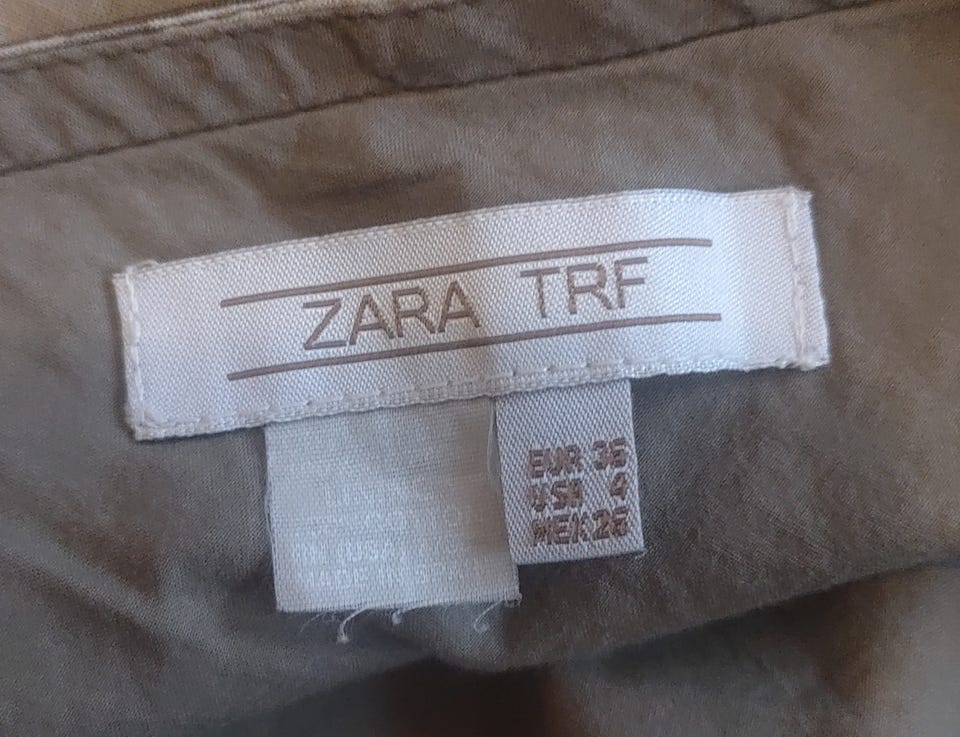 ZARA TRF
EUR 36
USA 4
MEX 26